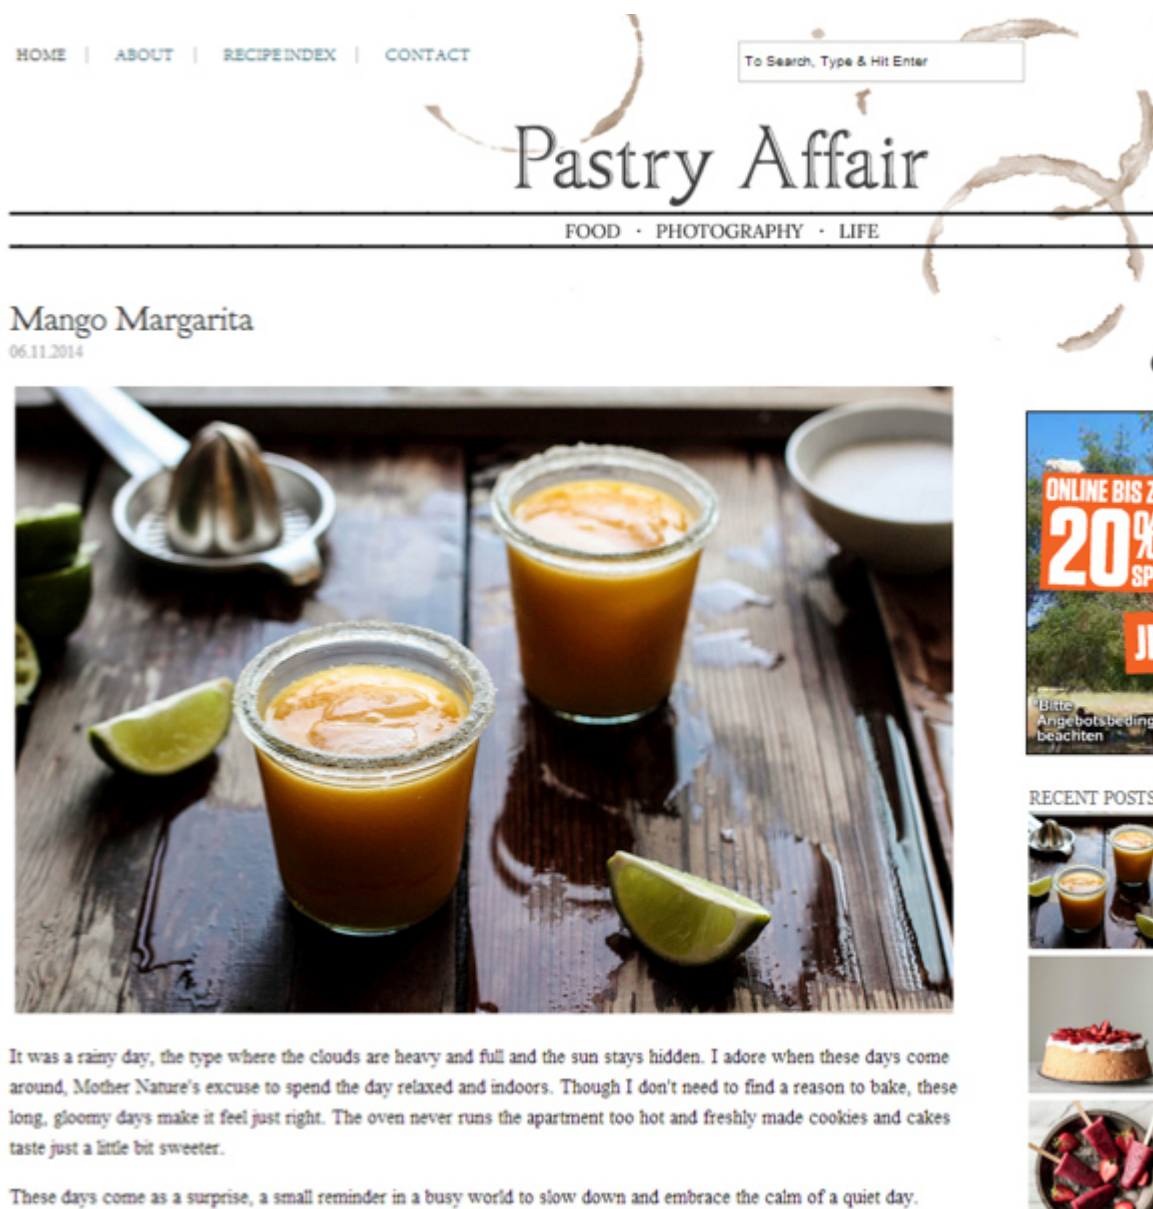 HOME | ABOUT | RECIPE INDEX | CONTACT
To Search, Type & Hit Enter
Pastry Affair
FOOD · PHOTOGRAPHY · LIFE
Mango Margarita
06.11.2014
ONLINE BIS
20%
*Bitte
beachten
RECENT POSTS
It was a rainy day, the type where the clouds are heavy and full and the sun stays hidden. I adore when these days come
around, Mother Nature's excuse to spend the day relaxed and indoors. Though I don't need to find a reason to bake, these
long, gloomy days make it feel just right. The oven never runs the apartment too hot and freshly made cookies and cakes
taste just a little bit sweeter.
These days come as a surprise, a small reminder in a busy world to slow down and embrace the calm of a quiet day.